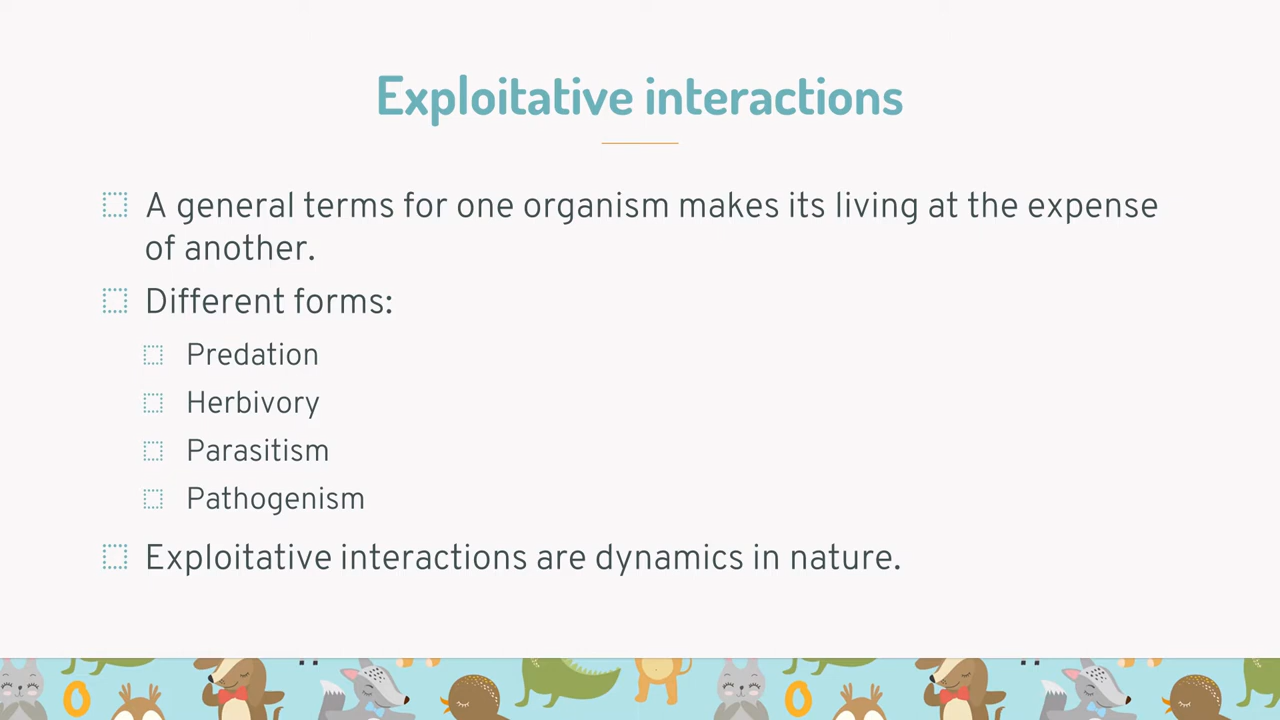 Exploitative interactions
A general terms for one organism makes its living at the expense
of another.
Different forms:
Predation
Herbivory
Parasitism
Pathogenism
Exploitative interactions are dynamics in nature.